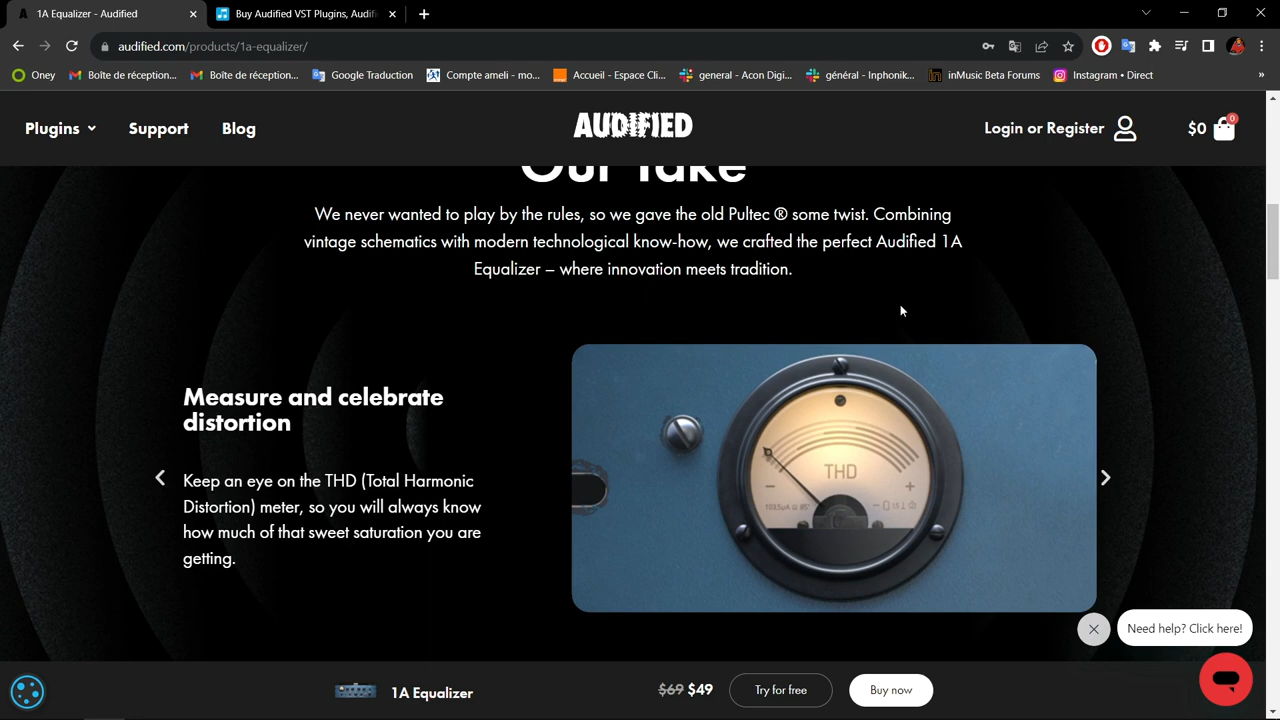 1A Equalizer - Audified
Buy Audified VST Plugins, Audifi
audified.com/products/1a-equalizer/
Oney
Boîte de réception...
Boîte de réception...
Google Traduction
Compte ameli - mo...
Accueil - Espace Cli...
general - Acon Digi...
général - Inphonik...
inMusic Beta Forums
Instagram • Direct
»
Plugins
Support
Blog
AUDIFIED
Login or Register
$0
0
Our Take
We never wanted to play by the rules, so we gave the old Pultec ® some twist. Combining
vintage schematics with modern technological know-how, we crafted the perfect Audified 1A
Equalizer – where innovation meets tradition.
Measure and celebrate
distortion
Keep an eye on the THD (Total Harmonic
Distortion) meter, so you will always know
how much of that sweet saturation you are
getting.
THD
− +
Need help? Click here!
1A Equalizer
$69 $49
Try for free
Buy now